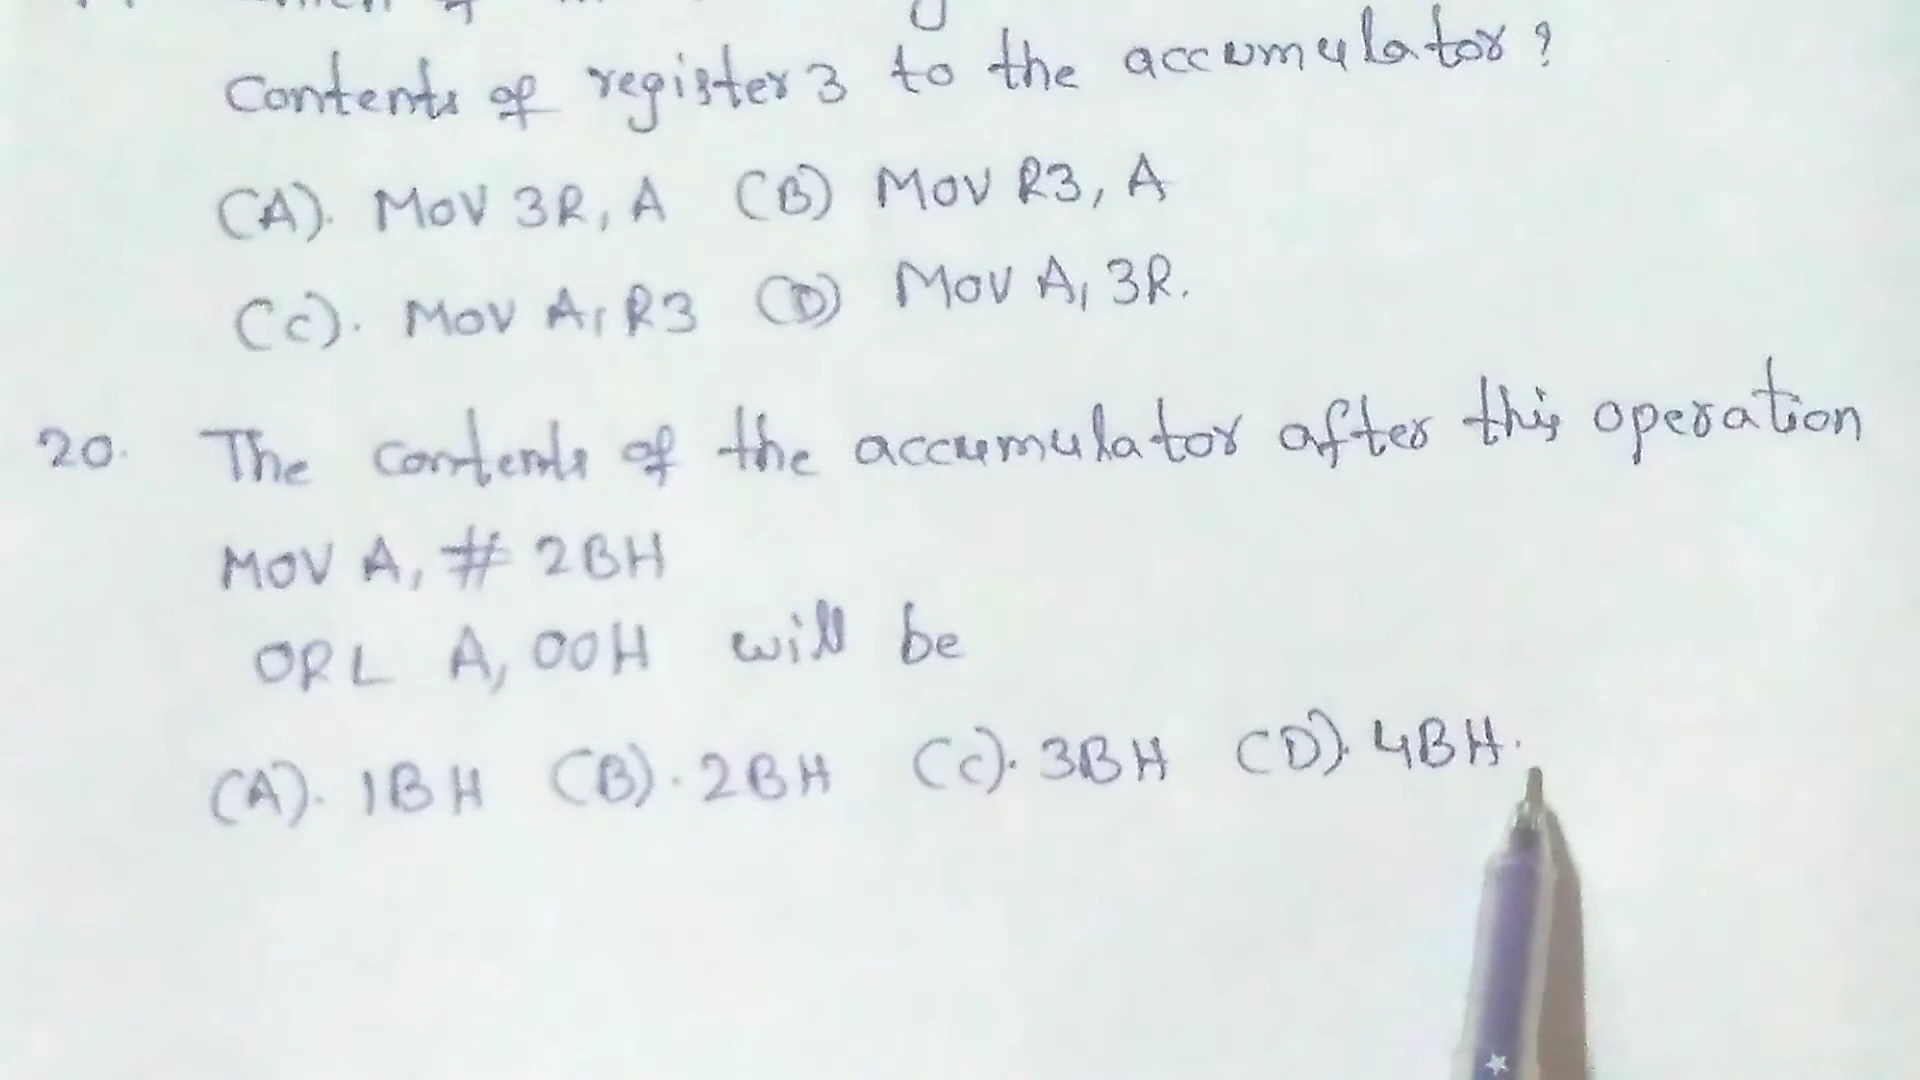 Contents of register 3 to the accumulator ?
(A). MOV 3R, A (B) MOV R3, A
(C). MOV A, R3 (D) MOV A, 3R.
20. The contents of the accumulator after this operation
MOV A, # 2BH
ORL A, 00H will be
(A). 1BH (B). 2BH (C). 3BH (D). 4BH.